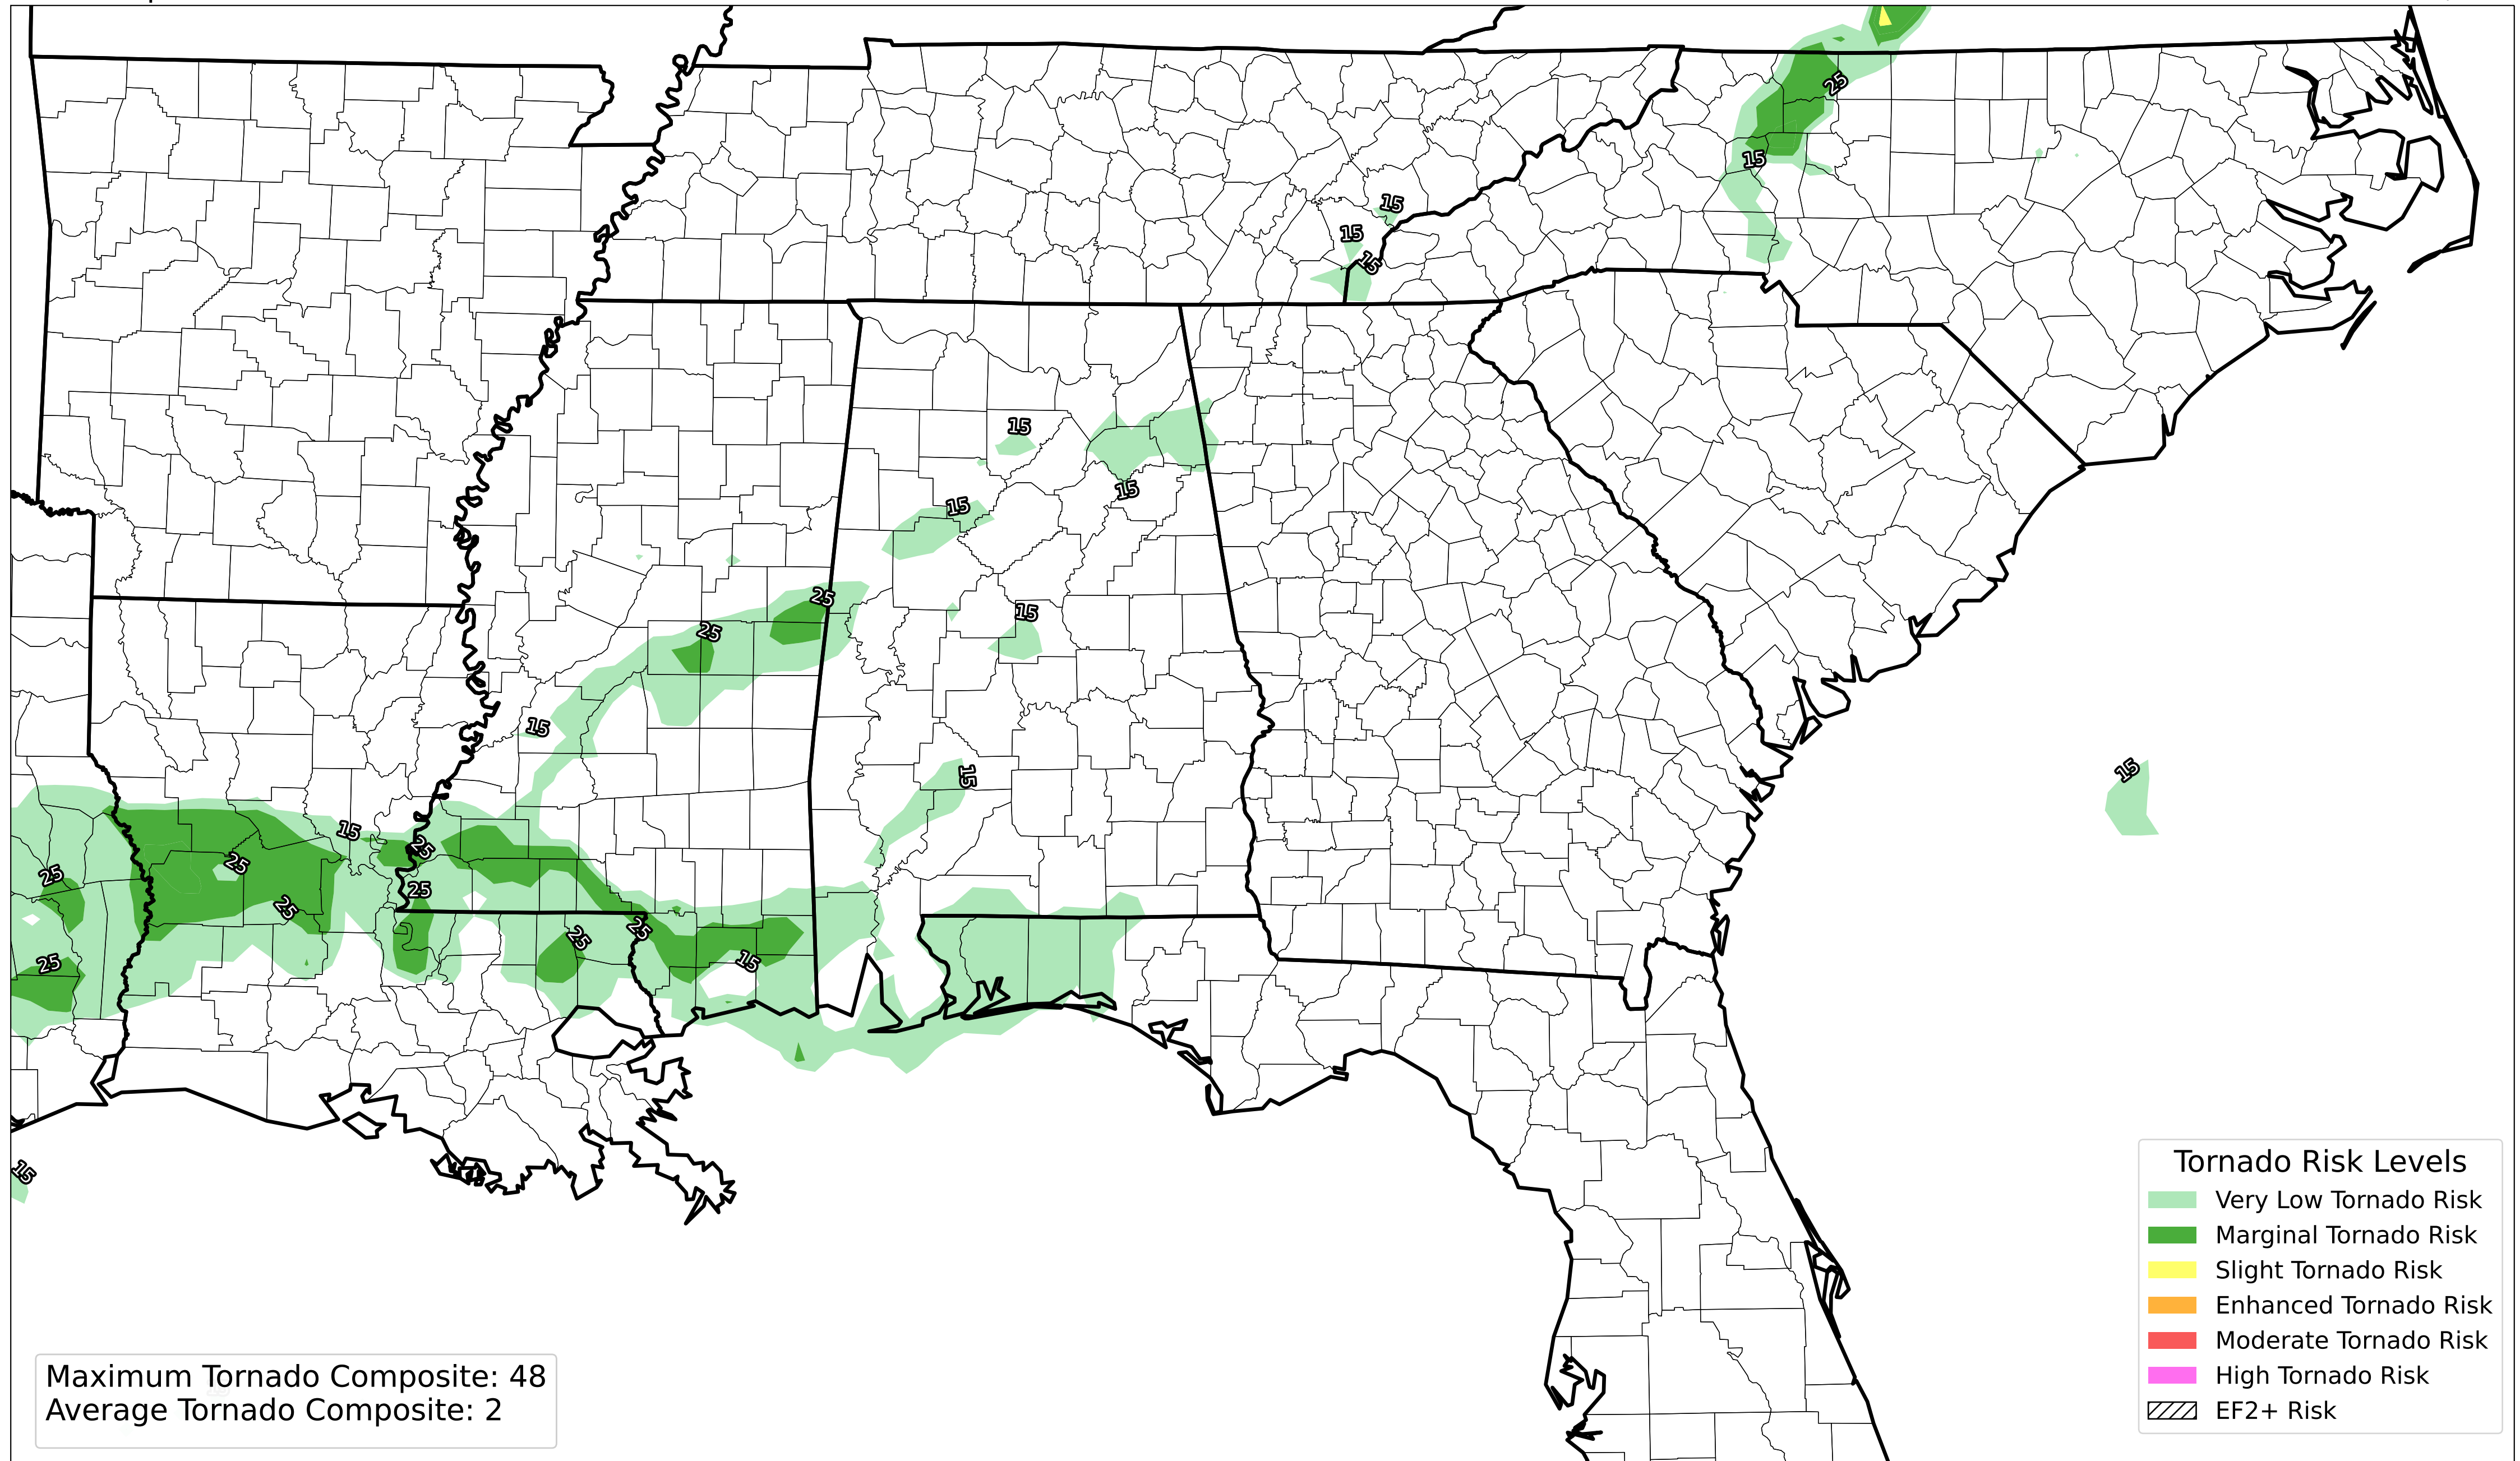 25
15
15
15
15
15
15
15
25
15
25
15
15
15
15
25
25
25
25
25
25
25
25
15
15
Tornado Risk Levels
Very Low Tornado Risk
Marginal Tornado Risk
Slight Tornado Risk
Enhanced Tornado Risk
Moderate Tornado Risk
High Tornado Risk
EF2+ Risk
Maximum Tornado Composite: 48
Average Tornado Composite: 2